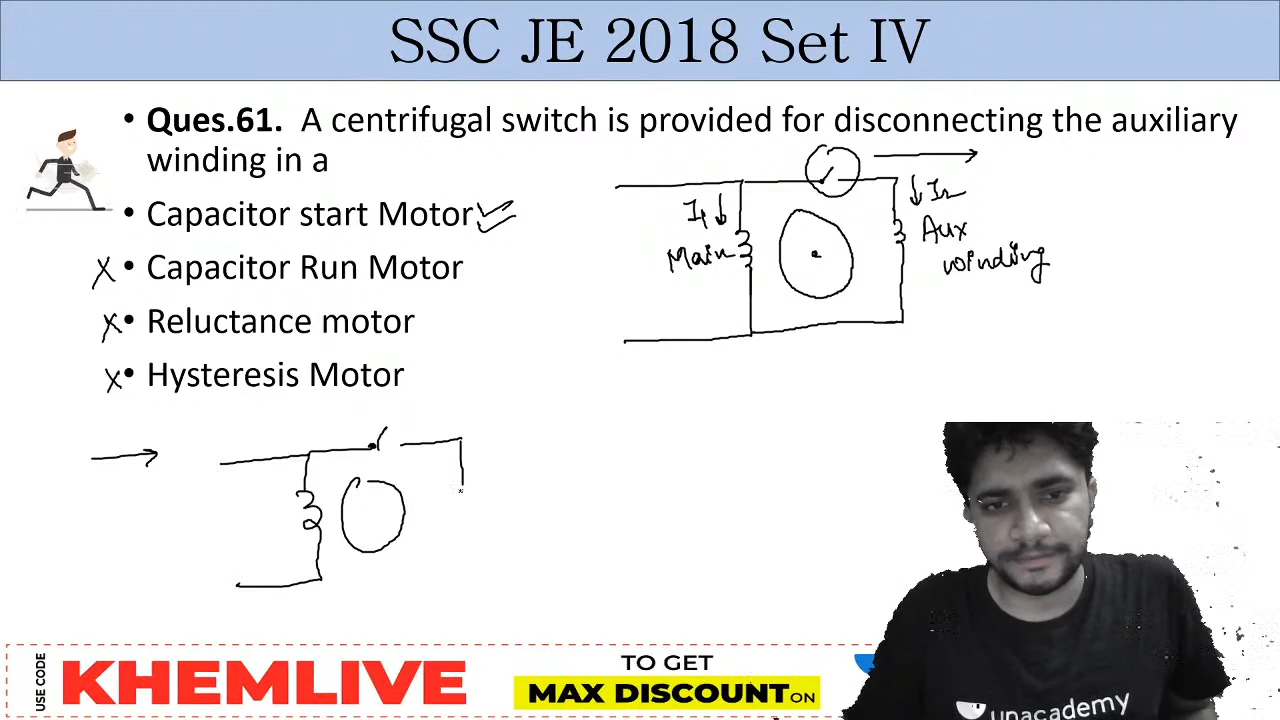 SSC JE 2018 Set IV
• Ques.61. A centrifugal switch is provided for disconnecting the auxiliary
winding in a
• Capacitor start Motor
• Capacitor Run Motor
• Reluctance motor
• Hysteresis Motor
Main
Aux
winding
USE CODE
KHEMLIVE
TO GET
MAX DISCOUNT ON
unacademy